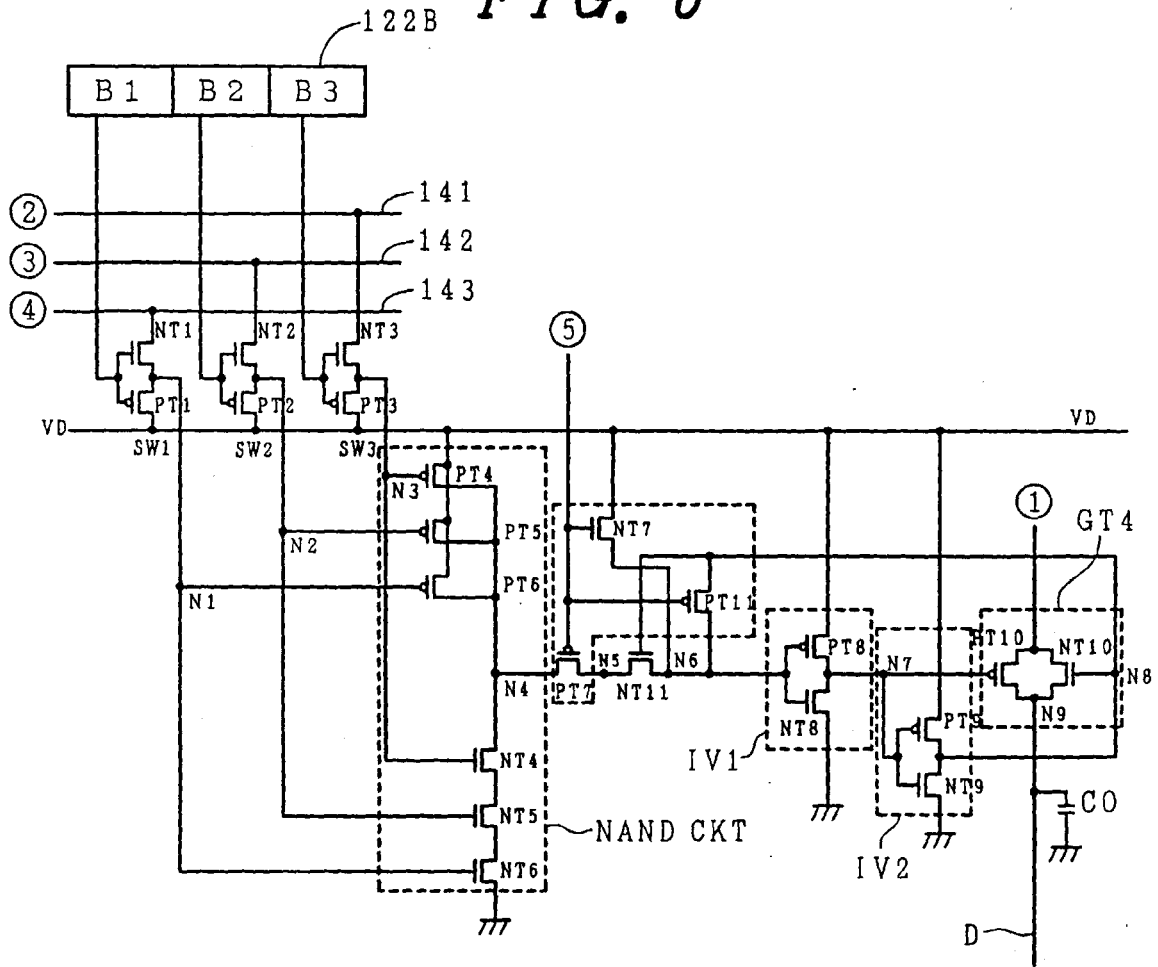 FIG.
122B
B1 B2 B3
② 141
③ 142
④ 143
NT1 NT2 NT3
⑤
PT1 PT2 PT3
VD VD
SW1 SW2 SW3
N3 PT4
①
GT4
NT7
N2 PT5
N1 PT6
PT11
PT8
PT10 NT10
N5 N6 N7 N8
N4 PT7 NT11
N9
NT8 PT9
NT4
IV1
NT9 C0
NT5
NAND CKT
IV2
NT6
D